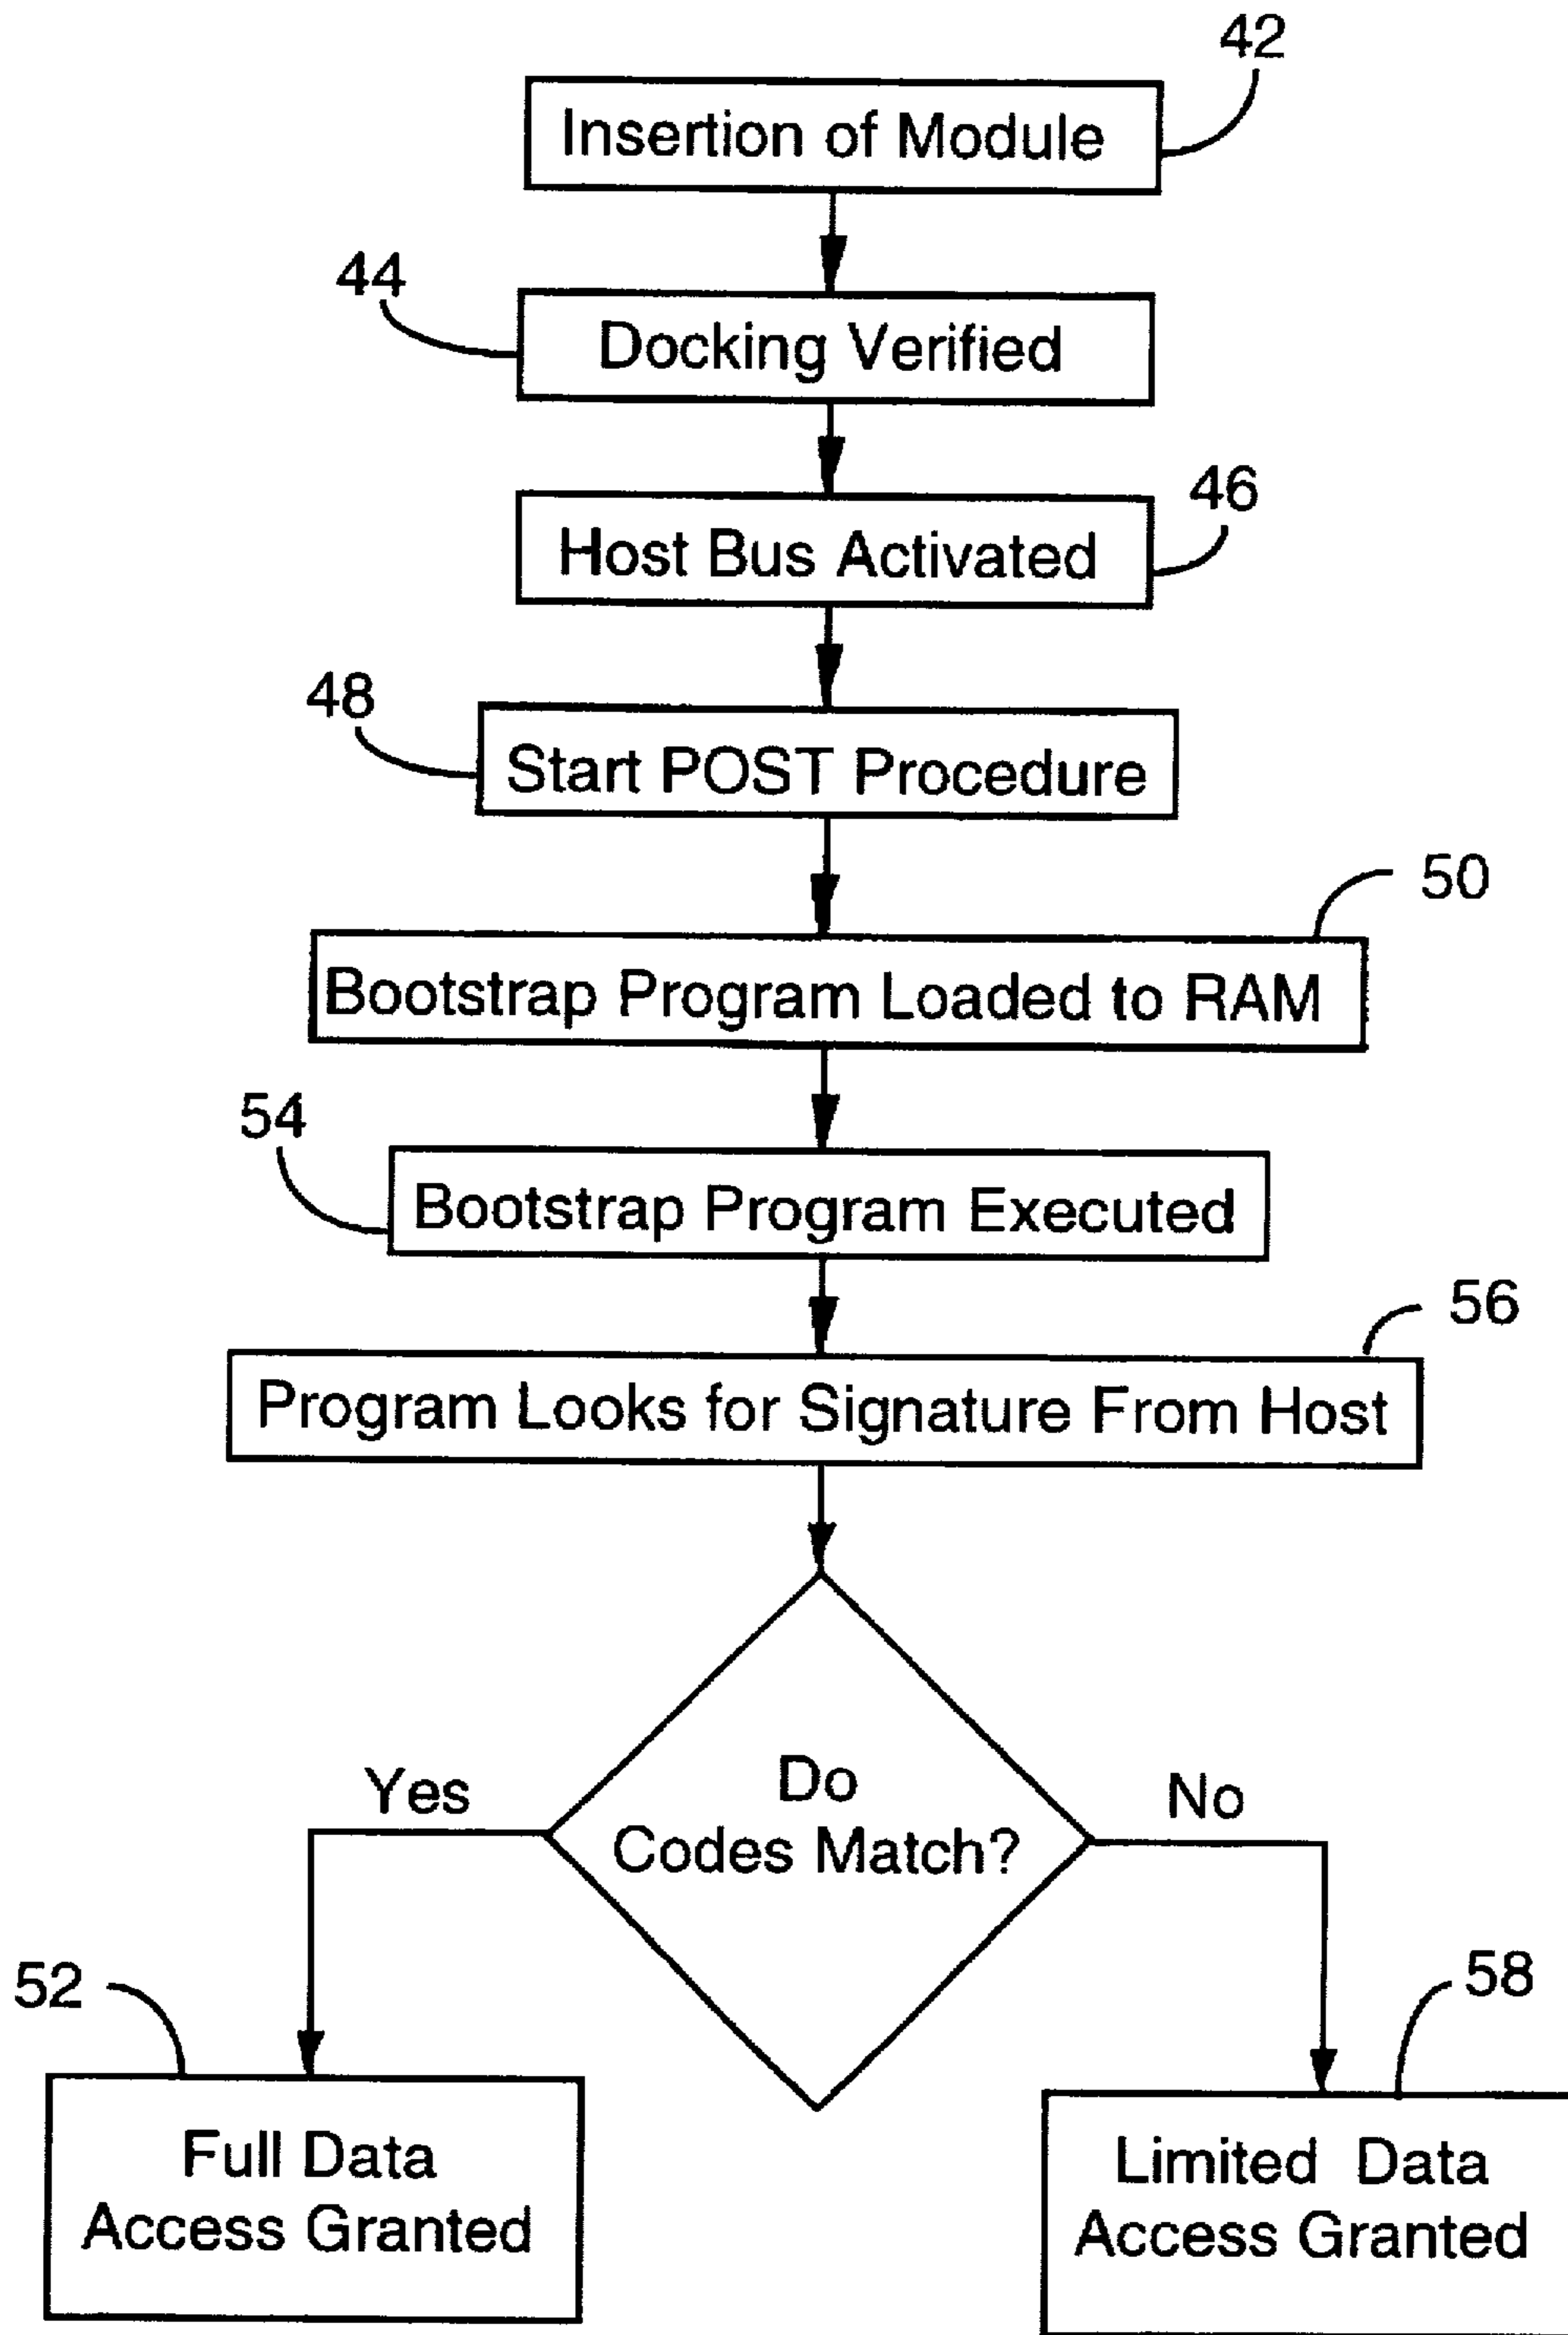 42
Insertion of Module
44
Docking Verified
46
Host Bus Activated
48
Start POST Procedure
50
Bootstrap Program Loaded to RAM
54
Bootstrap Program Executed
56
Program Looks for Signature From Host
Do
Codes Match?
Yes
No
52
58
Full Data
Access Granted
Limited Data
Access Granted